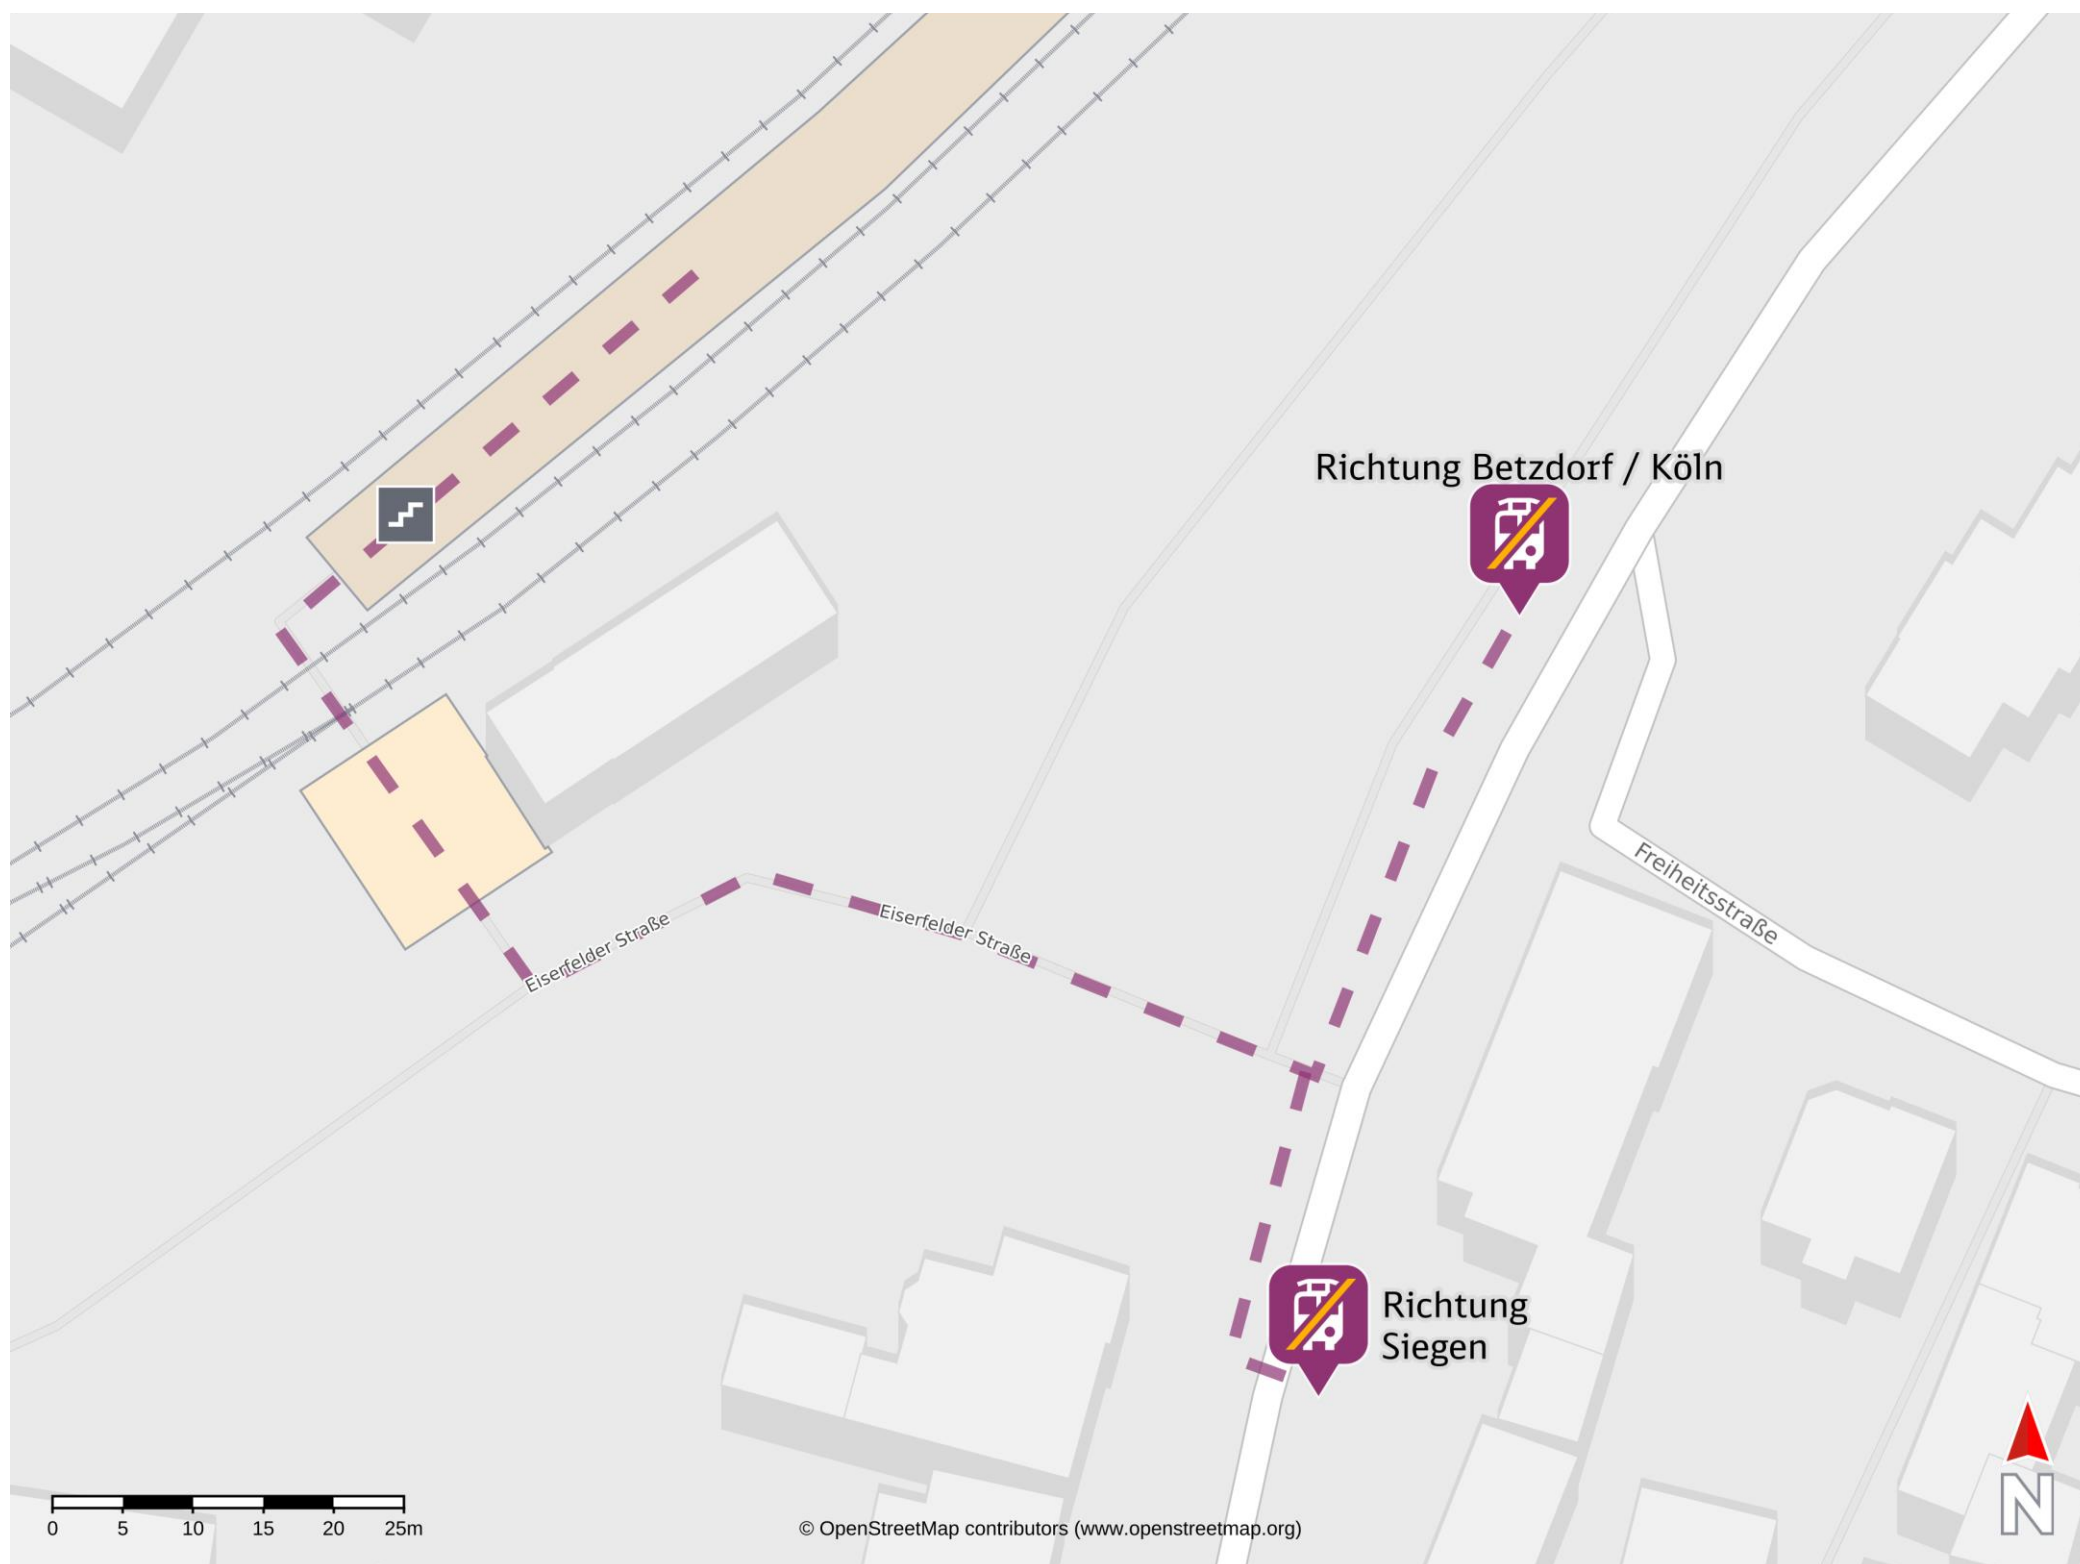 Richtung Betzdorf / Köln
Freiheitsstraße
Eiserfelder Straße
Eiserfelder Straße
Richtung
Siegen
0 5 10 15 20 25m
© OpenStreetMap contributors (www.openstreetmap.org)
N